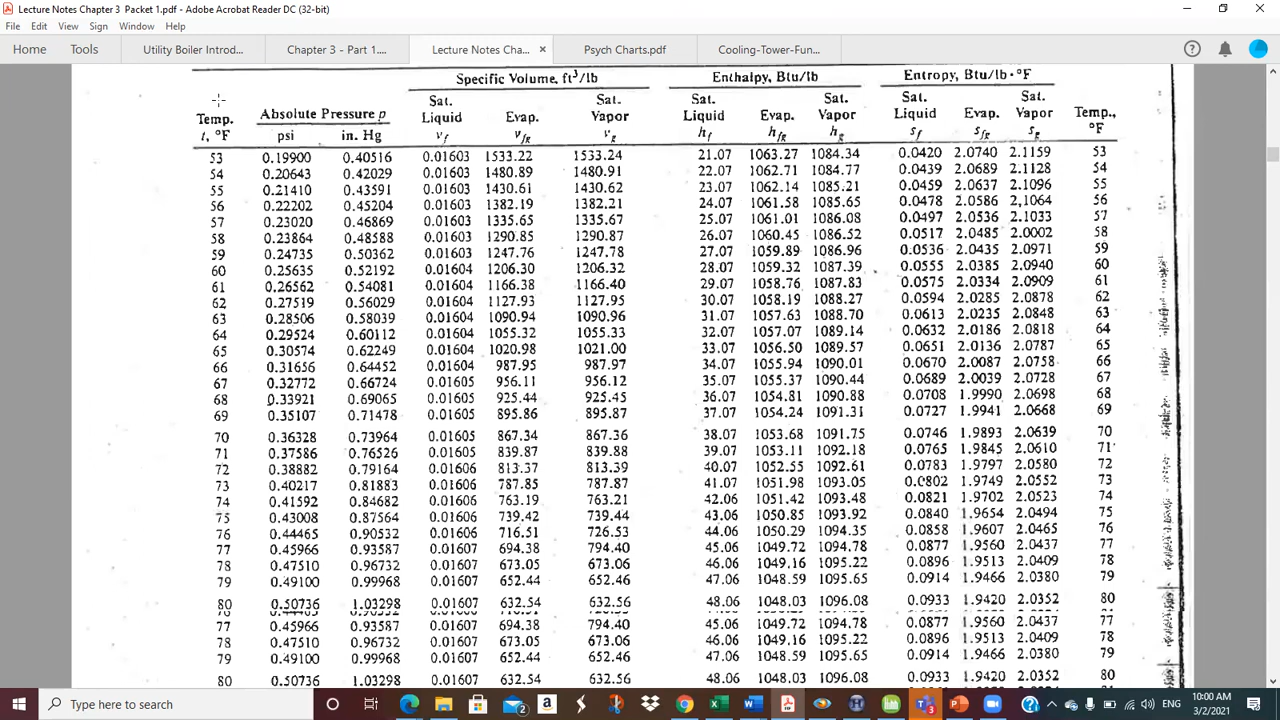 Lecture Notes Chapter 3 Packet 1.pdf - Adobe Acrobat Reader DC (32-bit)
File Edit View Sign Window Help
Home Tools Utility Boiler Introd... Chapter 3 - Part 1.... Lecture Notes Cha... × Psych Charts.pdf Cooling-Tower-Fun...
Specific Volume, ft³/lb Enthalpy, Btu/lb Entropy, Btu/lb·°F
Sat. Sat. Sat. Sat. Sat. Sat.
Temp. Absolute Pressure p Liquid Evap. Vapor Liquid Evap. Vapor Liquid Evap. Vapor Temp.,
t, °F psi in. Hg vf vfg vg hf hfg hg sf sfg sg °F
53 0.19900 0.40516 0.01603 1533.22 1533.24 21.07 1063.27 1084.34 0.0420 2.0740 2.1159 53
54 0.20643 0.42029 0.01603 1480.89 1480.91 22.07 1062.71 1084.77 0.0439 2.0689 2.1128 54
55 0.21410 0.43591 0.01603 1430.61 1430.62 23.07 1062.14 1085.21 0.0459 2.0637 2.1096 55
56 0.22202 0.45204 0.01603 1382.19 1382.21 24.07 1061.58 1085.65 0.0478 2.0586 2,1064 56
57 0.23020 0.46869 0.01603 1335.65 1335.67 25.07 1061.01 1086.08 0.0497 2.0536 2.1033 57
58 0.23864 0.48588 0.01603 1290.85 1290.87 26.07 1060.45 1086.52 0.0517 2.0485 2.0002 58
59 0.24735 0.50362 0.01603 1247.76 1247.78 27.07 1059.89 1086.96 0.0536 2.0435 2.0971 59
60 0.25635 0.52192 0.01604 1206.30 1206.32 28.07 1059.32 1087.39 0.0555 2.0385 2.0940 60
61 0.26562 0.54081 0.01604 1166.38 1166.40 29.07 1058.76 1087.83 0.0575 2.0334 2.0909 61
62 0.27519 0.56029 0.01604 1127.93 1127.95 30.07 1058.19 1088.27 0.0594 2.0285 2.0878 62
63 0.28506 0.58039 0.01604 1090.94 1090.96 31.07 1057.63 1088.70 0.0613 2.0235 2.0848 63
64 0.29524 0.60112 0.01604 1055.32 1055.33 32.07 1057.07 1089.14 0.0632 2.0186 2.0818 64
65 0.30574 0.62249 0.01604 1020.98 1021.00 33.07 1056.50 1089.57 0.0651 2.0136 2.0787 65
66 0.31656 0.64452 0.01604 987.95 987.97 34.07 1055.94 1090.01 0.0670 2.0087 2.0758 66
67 0.32772 0.66724 0.01605 956.11 956.12 35.07 1055.37 1090.44 0.0689 2.0039 2.0728 67
68 0.33921 0.69065 0.01605 925.44 925.45 36.07 1054.81 1090.88 0.0708 1.9990 2.0698 68
69 0.35107 0.71478 0.01605 895.86 895.87 37.07 1054.24 1091.31 0.0727 1.9941 2.0668 69
70 0.36328 0.73964 0.01605 867.34 867.36 38.07 1053.68 1091.75 0.0746 1.9893 2.0639 70
71 0.37586 0.76526 0.01605 839.87 839.88 39.07 1053.11 1092.18 0.0765 1.9845 2.0610 71
72 0.38882 0.79164 0.01606 813.37 813.39 40.07 1052.55 1092.61 0.0783 1.9797 2.0580 72
73 0.40217 0.81883 0.01606 787.85 787.87 41.07 1051.98 1093.05 0.0802 1.9749 2.0552 73
74 0.41592 0.84682 0.01606 763.19 763.21 42.06 1051.42 1093.48 0.0821 1.9702 2.0523 74
75 0.43008 0.87564 0.01606 739.42 739.44 43.06 1050.85 1093.92 0.0840 1.9654 2.0494 75
76 0.44465 0.90532 0.01606 716.51 726.53 44.06 1050.29 1094.35 0.0858 1.9607 2.0465 76
77 0.45966 0.93587 0.01607 694.38 794.40 45.06 1049.72 1094.78 0.0877 1.9560 2.0437 77
78 0.47510 0.96732 0.01607 673.05 673.06 46.06 1049.16 1095.22 0.0896 1.9513 2.0409 78
79 0.49100 0.99968 0.01607 652.44 652.46 47.06 1048.59 1095.65 0.0914 1.9466 2.0380 79
80 0.50736 1.03298 0.01607 632.54 632.56 48.06 1048.03 1096.08 0.0933 1.9420 2.0352 80
77 0.45966 0.93587 0.01607 694.38 794.40 45.06 1049.72 1094.78 0.0877 1.9560 2.0437 77
78 0.47510 0.96732 0.01607 673.05 673.06 46.06 1049.16 1095.22 0.0896 1.9513 2.0409 78
79 0.49100 0.99968 0.01607 652.44 652.46 47.06 1048.59 1095.65 0.0914 1.9466 2.0380 79
80 0.50736 1.03298 0.01607 632.54 632.56 48.06 1048.03 1096.08 0.0933 1.9420 2.0352 80
Type here to search
ENG
10:00 AM
3/2/2021